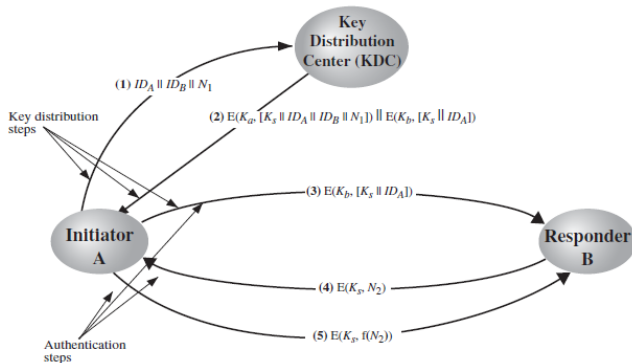 Key
Distribution
Center (KDC)
(1) ID_A || ID_B || N_1
Key distribution
steps
(2) E(K_a, [K_s || ID_A || ID_B || N_1]) || E(K_b, [K_s || ID_A])
(3) E(K_b, [K_s || ID_A])
Initiator
A
Responder
B
(4) E(K_s, N_2)
(5) E(K_s, f(N_2))
Authentication
steps